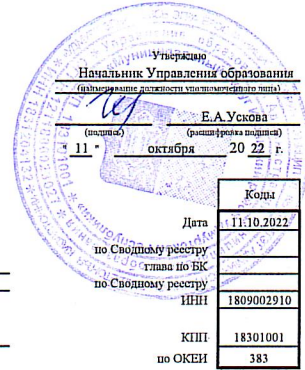 Утверждаю
Начальник Управления образования
(наименование должности уполномоченного лица)
Е.А.Ускова
(подпись) (расшифровка подписи)
" 11 " октября 20 22 г.
Коды
Дата 11.10.2022
по Сводному реестру
глава по БК
по Сводному реестру
ИНН 1809002910
КПП 18301001
по ОКЕИ 383